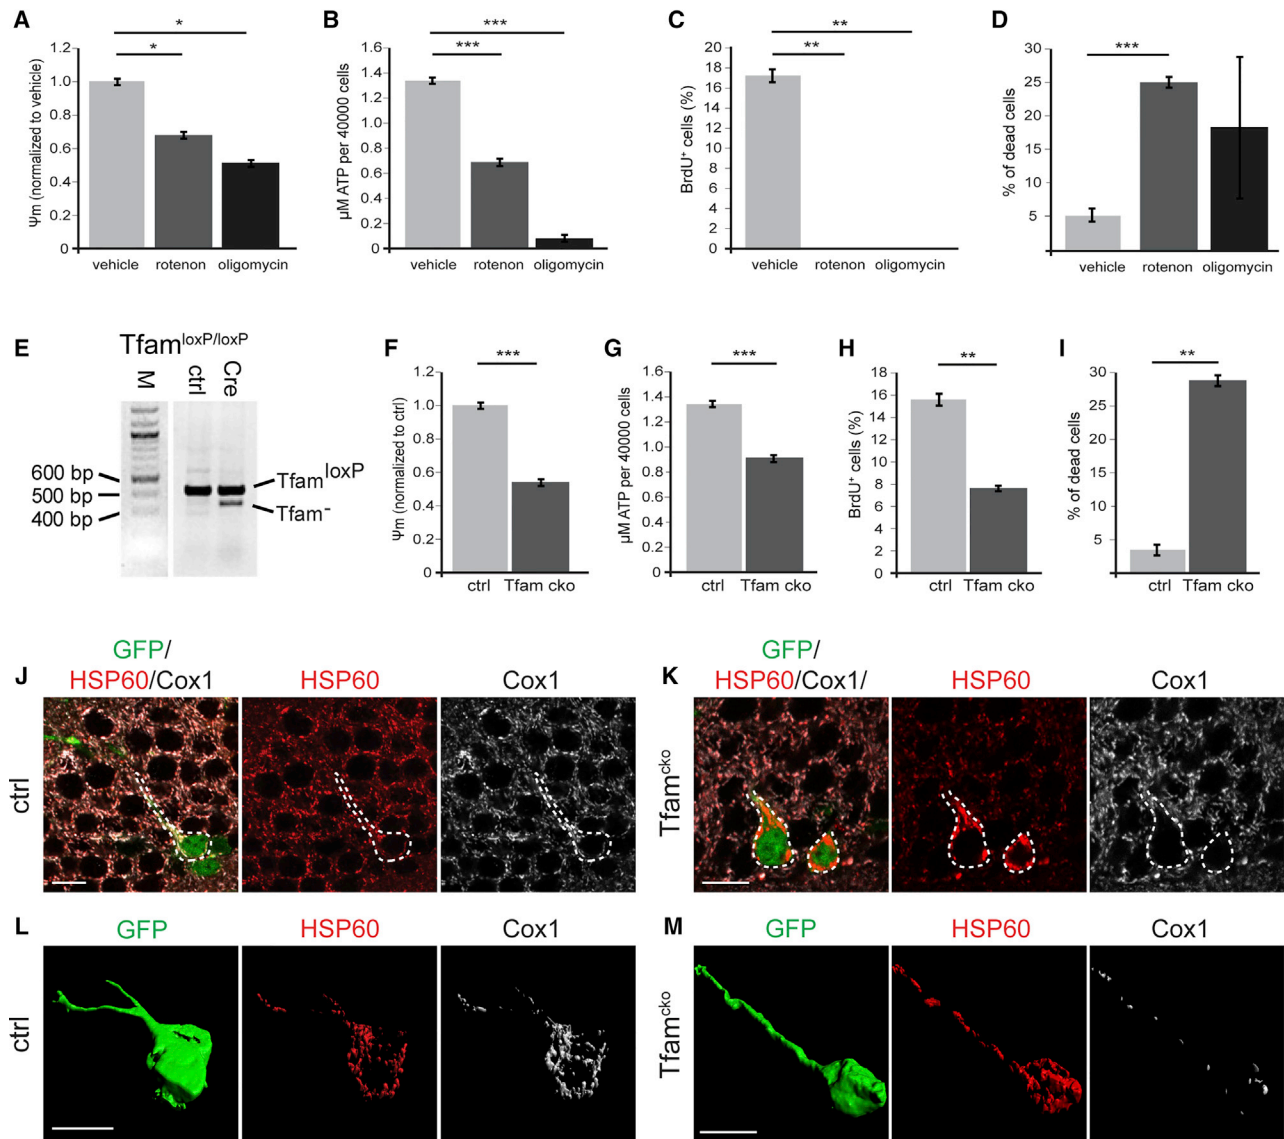 A
*
*
Ψm (normalized to vehicle)
1.2
1.0
0.8
0.6
0.4
0.2
0
vehicle rotenon oligomycin
B
***
***
μM ATP per 40000 cells
1.6
1.4
1.2
1.0
0.8
0.6
0.4
0.2
0
vehicle rotenon oligomycin
C
**
**
BrdU⁺ cells (%)
20
18
16
14
12
10
8
6
4
2
0
vehicle rotenon oligomycin
D
***
% of dead cells
30
25
20
15
10
5
vehicle rotenon oligomycin
E
Tfam^loxP/loxP
M ctrl Cre
600 bp
500 bp
400 bp
Tfam^loxP
Tfam⁻
F
***
Ψm (normalized to ctrl)
1.2
1.0
0.8
0.6
0.4
0.2
0
ctrl Tfam cko
G
***
μM ATP per 40000 cells
1.6
1.4
1.2
1
0.8
0.6
0.4
0.2
0
ctrl Tfam cko
H
**
BrdU⁺ cells (%)
18
16
14
12
10
8
6
4
2
0
ctrl Tfam cko
I
**
% of dead cells
30
25
20
15
10
5
ctrl Tfam cko
J
GFP/
HSP60/Cox1
HSP60
Cox1
ctrl
K
GFP/
HSP60/Cox1/
HSP60
Cox1
Tfam^cko
L
GFP
HSP60
Cox1
ctrl
M
GFP
HSP60
Cox1
Tfam^cko